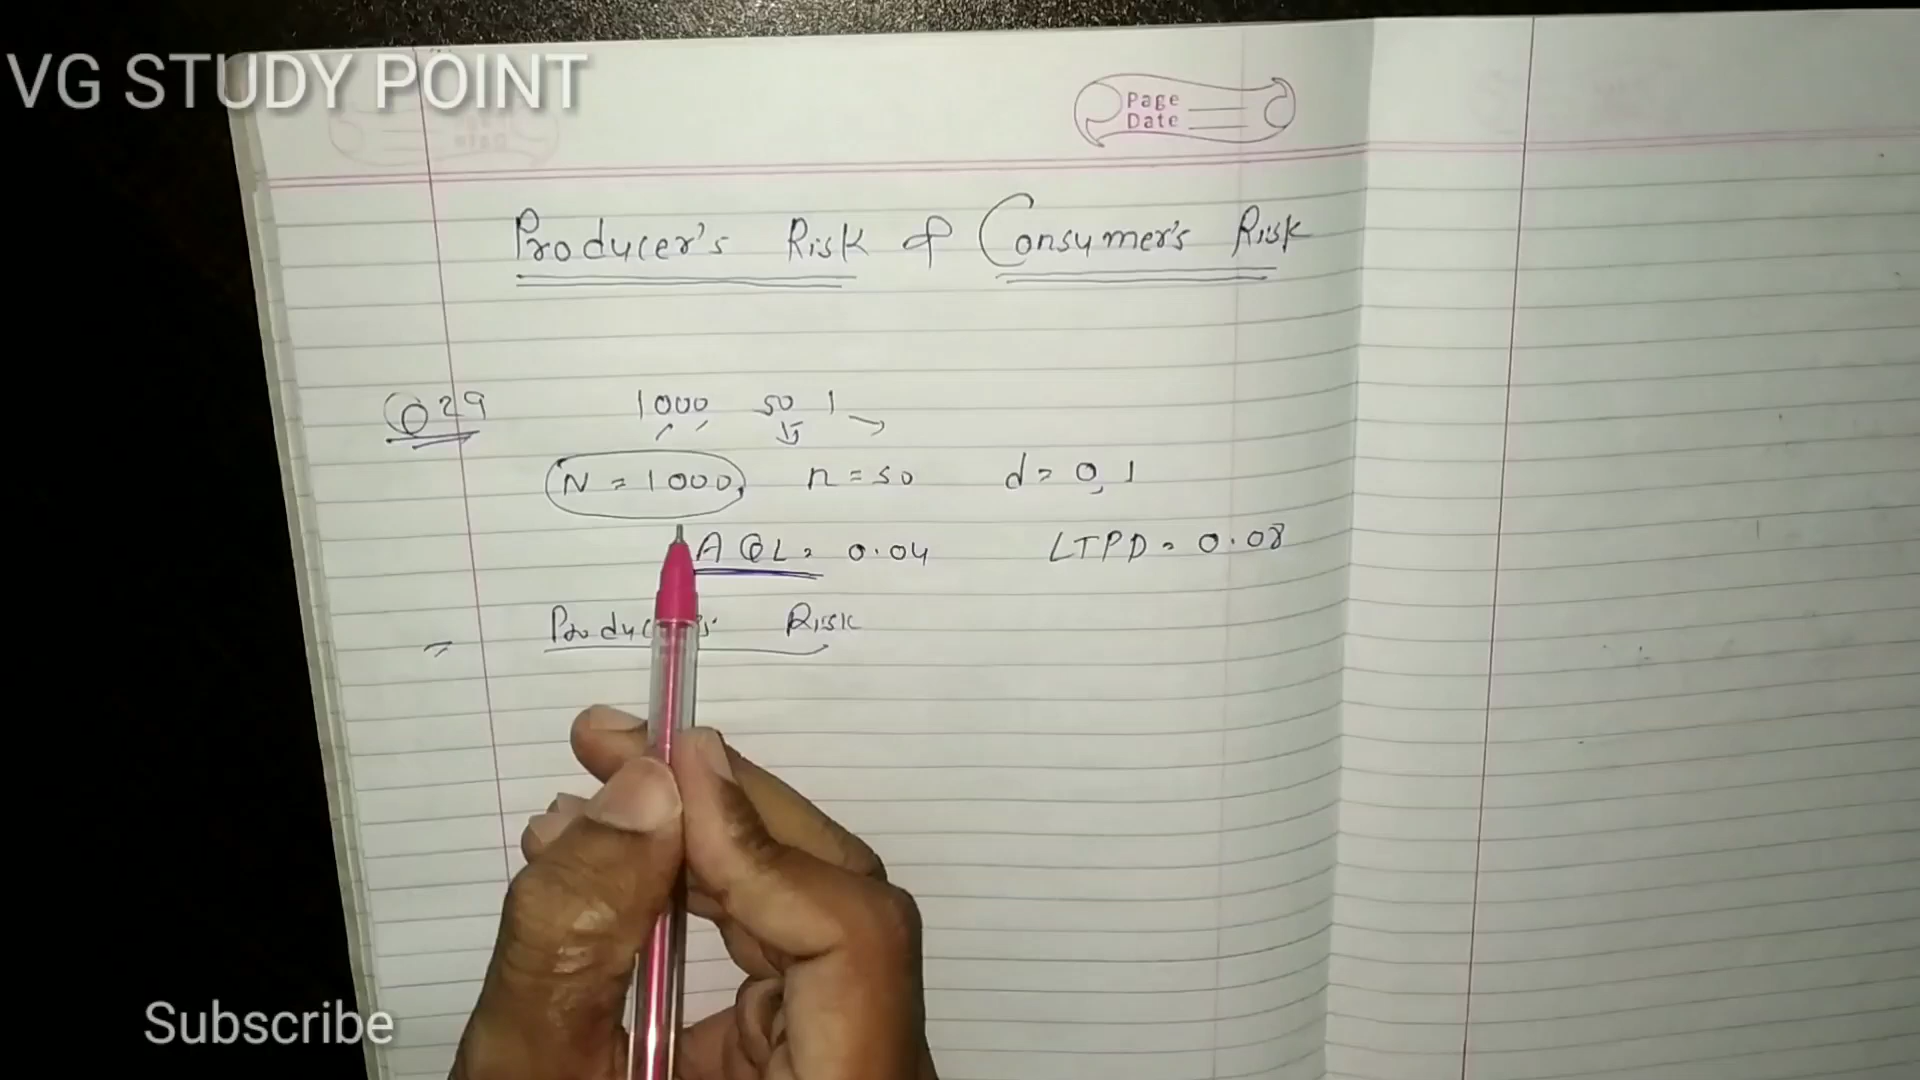 VG STUDY POINT
Page
Date
Producer's Risk & Consumer's Risk
Q29 1000 50 1
N = 1000, n = 50 d = 0, 1
AQL = 0.04 LTPD = 0.08
Producer's Risk
Subscribe